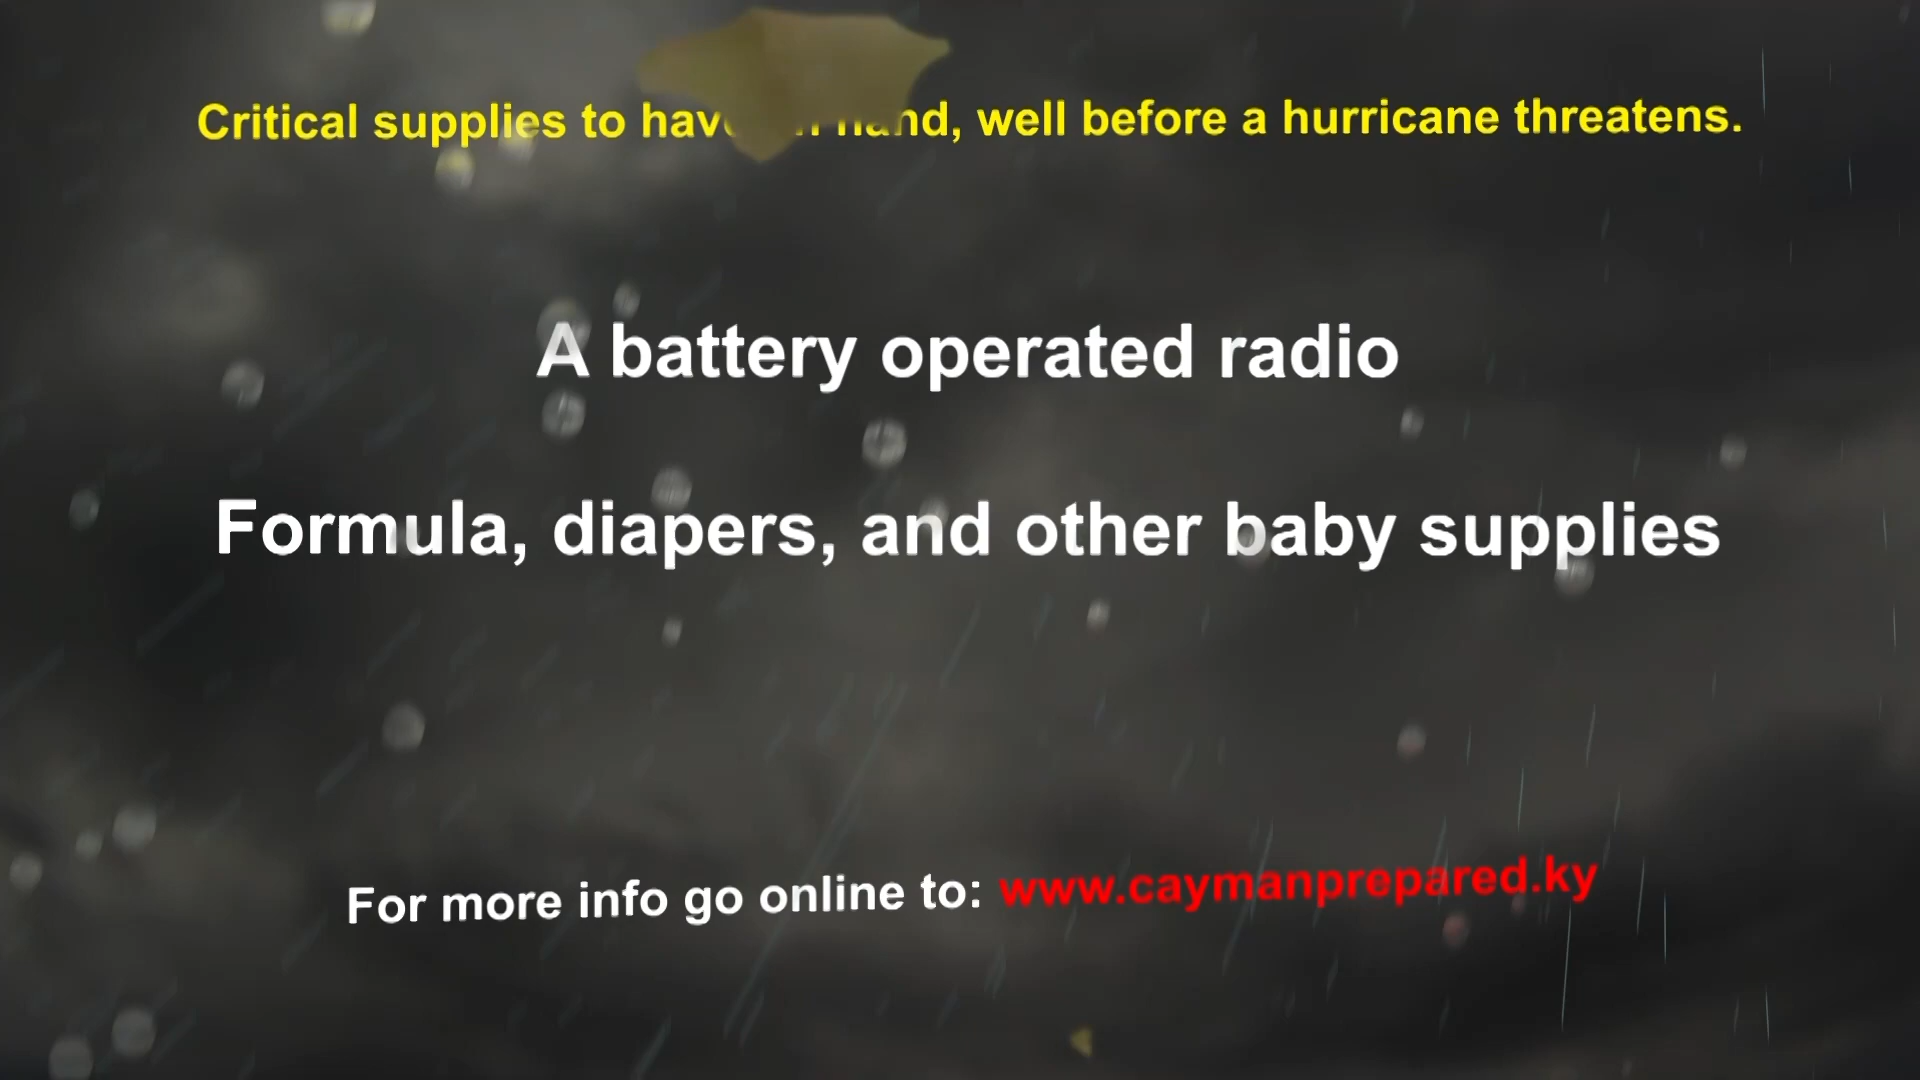 Critical supplies to have hand, well before a hurricane threatens.
A battery operated radio
Formula, diapers, and other baby supplies
For more info go online to: www.caymanprepared.ky